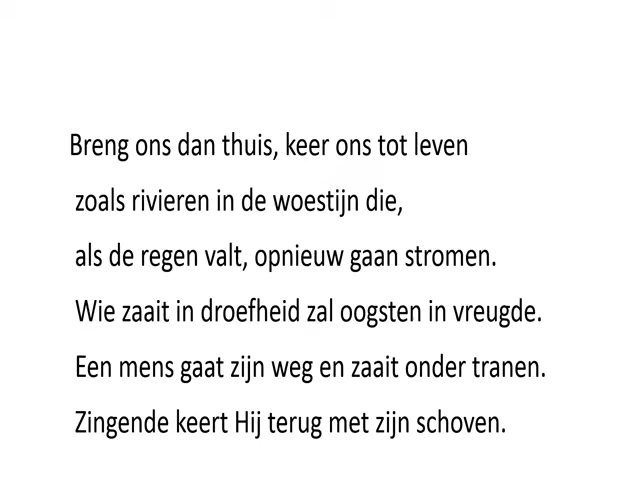 Breng ons dan thuis, keer ons tot leven
zoals rivieren in de woestijn die,
als de regen valt, opnieuw gaan stromen.
Wie zaait in droefheid zal oogsten in vreugde.
Een mens gaat zijn weg en zaait onder tranen.
Zingende keert Hij terug met zijn schoven.